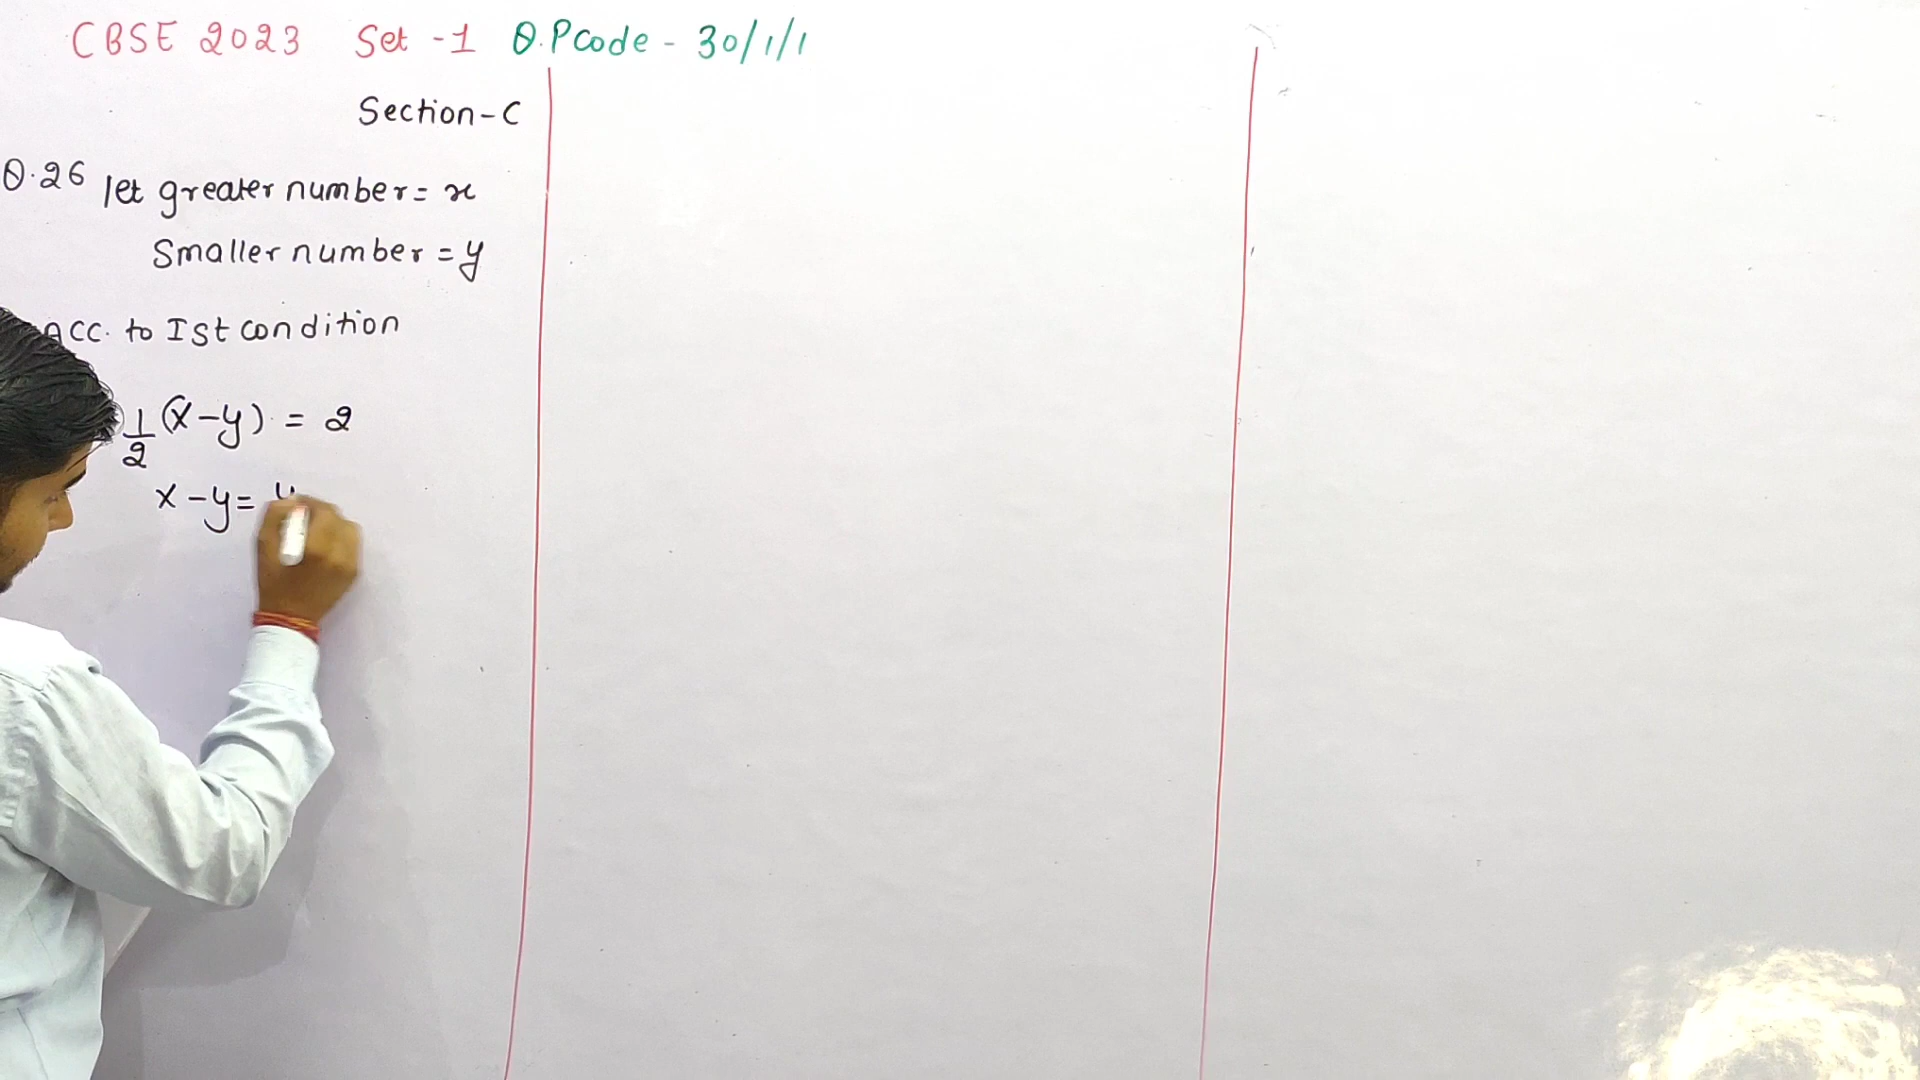 CBSE 2023 Set -1 Q.P Code - 30/1/1
Section-C
Q.26 let greater number = x
Smaller number = y
Acc. to Ist condition
1/2 (x-y) = 2
x-y= 4